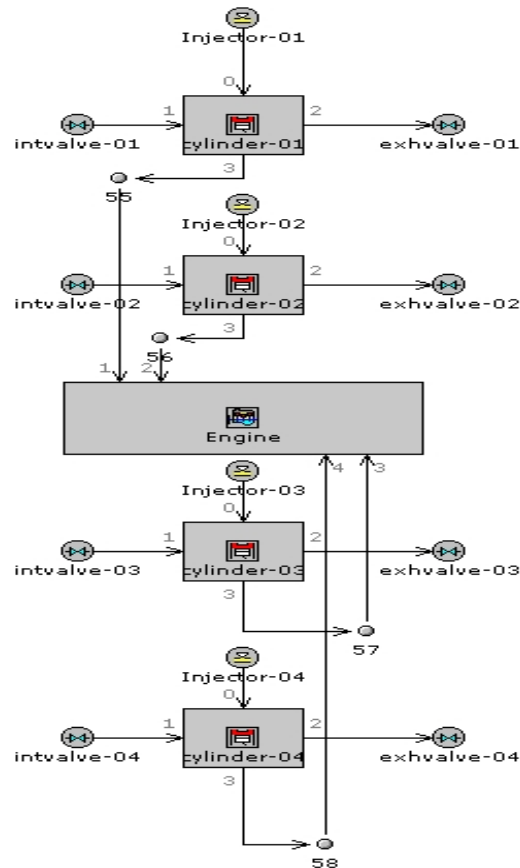 Injector-01
0
1 2
intvalve-01 cylinder-01 exhvalve-01
3
55
Injector-02
0
1 2
intvalve-02 cylinder-02 exhvalve-02
3
56
1 2
Engine
4 3
Injector-03
0
1 2
intvalve-03 cylinder-03 exhvalve-03
3
57
Injector-04
0
1 2
intvalve-04 cylinder-04 exhvalve-04
3
58